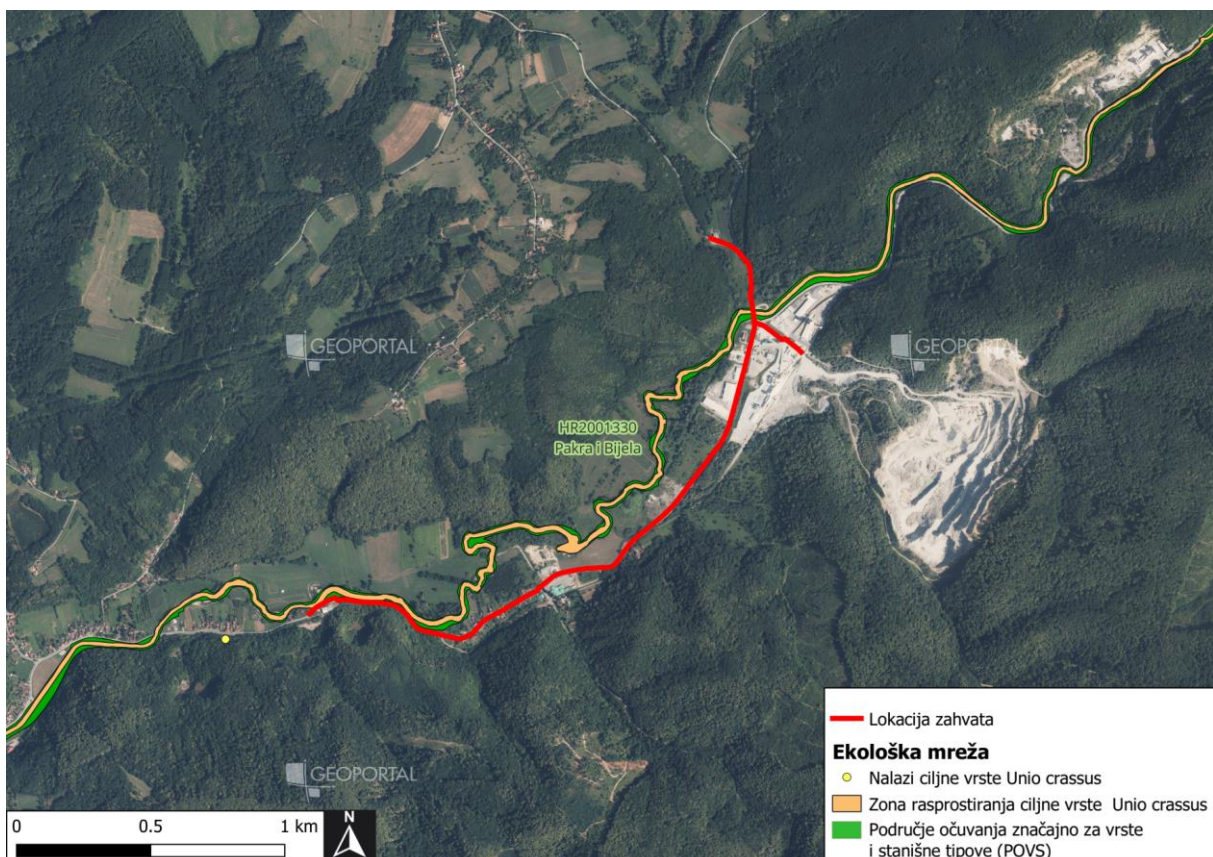 GEOPORTAL
GEOPORTAL
HR2001330
Pakra i Bijela
GEOPORTAL
0
0.5
1 km
N
Lokacija zahvata
Ekološka mreža
Nalazi ciljne vrste Unio crassus
Zona rasprostiranja ciljne vrste Unio crassus
Područje očuvanja značajno za vrste
i stanišne tipove (POVS)